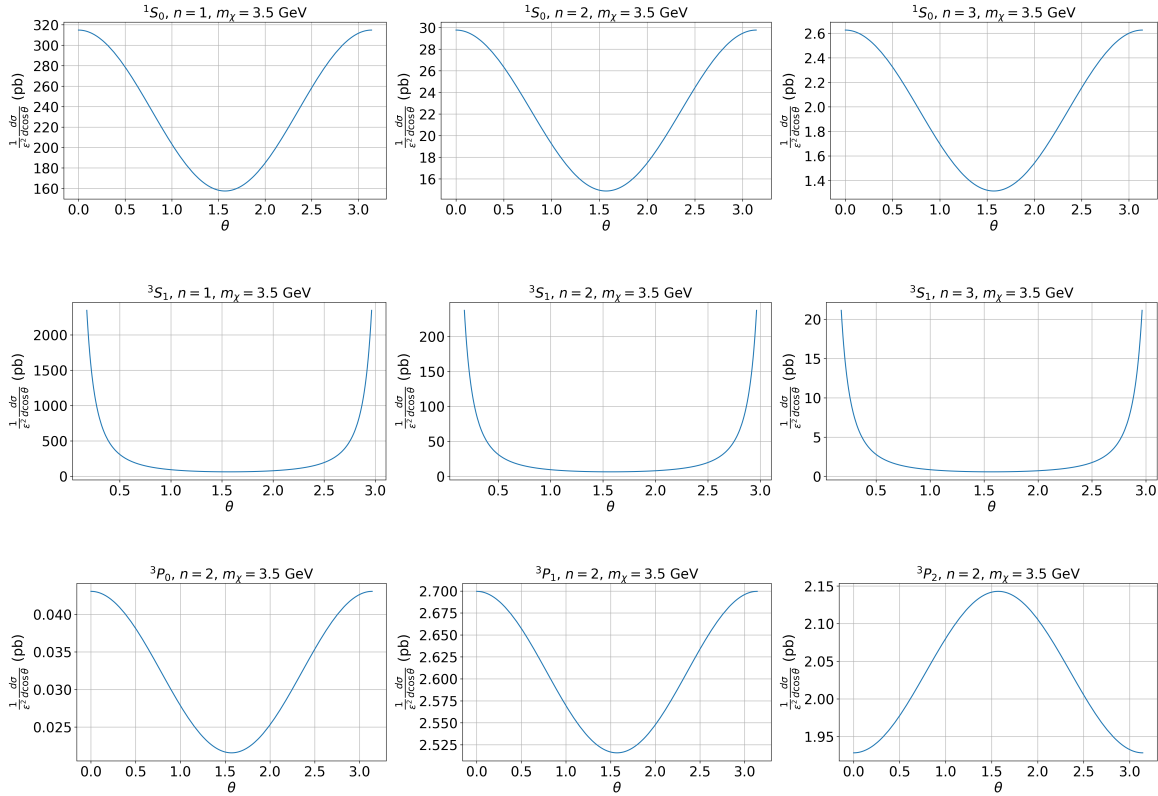 ¹S₀, n = 1, mᵪ = 3.5 GeV
320
300
280
260
240
220
200
180
160
1/ε² dσ/dcosθ (pb)
0.0 0.5 1.0 1.5 2.0 2.5 3.0
θ
¹S₀, n = 2, mᵪ = 3.5 GeV
30
28
26
24
22
20
18
16
1/ε² dσ/dcosθ (pb)
0.0 0.5 1.0 1.5 2.0 2.5 3.0
θ
¹S₀, n = 3, mᵪ = 3.5 GeV
2.6
2.4
2.2
2.0
1.8
1.6
1.4
1/ε² dσ/dcosθ (pb)
0.0 0.5 1.0 1.5 2.0 2.5 3.0
θ
³S₁, n = 1, mᵪ = 3.5 GeV
2000
1500
1000
500
0
1/ε² dσ/dcosθ (pb)
0.5 1.0 1.5 2.0 2.5 3.0
θ
³S₁, n = 2, mᵪ = 3.5 GeV
200
150
100
50
0
1/ε² dσ/dcosθ (pb)
0.5 1.0 1.5 2.0 2.5 3.0
θ
³S₁, n = 3, mᵪ = 3.5 GeV
20
15
10
5
0
1/ε² dσ/dcosθ (pb)
0.5 1.0 1.5 2.0 2.5 3.0
θ
³P₀, n = 2, mᵪ = 3.5 GeV
0.040
0.035
0.030
0.025
1/ε² dσ/dcosθ (pb)
0.0 0.5 1.0 1.5 2.0 2.5 3.0
θ
³P₁, n = 2, mᵪ = 3.5 GeV
2.700
2.675
2.650
2.625
2.600
2.575
2.550
2.525
1/ε² dσ/dcosθ (pb)
0.0 0.5 1.0 1.5 2.0 2.5 3.0
θ
³P₂, n = 2, mᵪ = 3.5 GeV
2.15
2.10
2.05
2.00
1.95
1/ε² dσ/dcosθ (pb)
0.0 0.5 1.0 1.5 2.0 2.5 3.0
θ